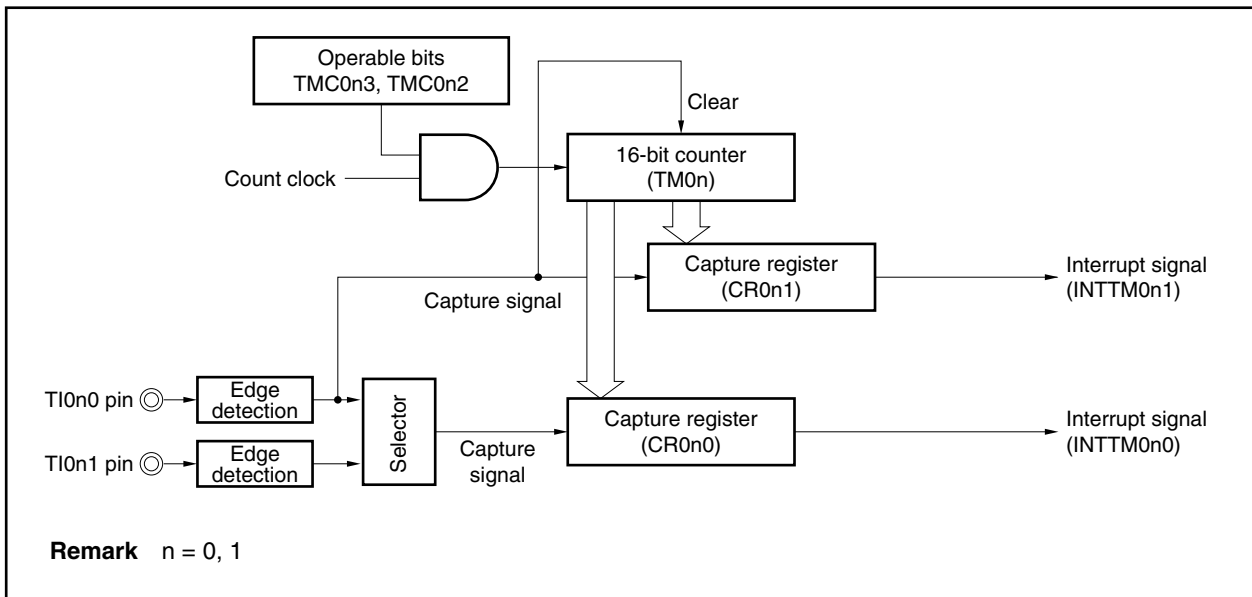 Operable bits
TMC0n3, TMC0n2
Clear
16-bit counter
(TM0n)
Count clock
Capture register
(CR0n1)
Interrupt signal
(INTTM0n1)
Capture signal
TI0n0 pin
Edge
detection
Selector
Capture register
(CR0n0)
Interrupt signal
(INTTM0n0)
TI0n1 pin
Edge
detection
Capture
signal
Remark n = 0, 1